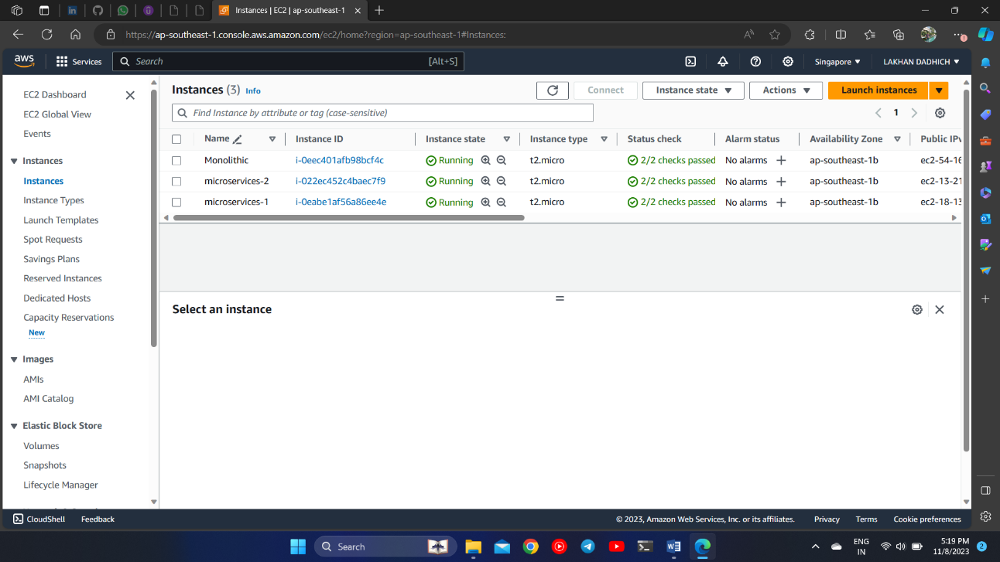 Instances | EC2 | ap-southeast-1
https://ap-southeast-1.console.aws.amazon.com/ec2/home?region=ap-southeast-1#Instances:
aws Services Search [Alt+S] Singapore LAKHAN DADHICH
EC2 Dashboard
EC2 Global View
Events
Instances
Instances
Instance Types
Launch Templates
Spot Requests
Savings Plans
Reserved Instances
Dedicated Hosts
Capacity Reservations
New
Images
AMIs
AMI Catalog
Elastic Block Store
Volumes
Snapshots
Lifecycle Manager
Instances (3) Info Connect Instance state Actions Launch instances
Find Instance by attribute or tag (case-sensitive) 1
Name Instance ID Instance state Instance type Status check Alarm status Availability Zone Public IPv
Monolithic i-0eec401afb98bcf4c Running t2.micro 2/2 checks passed No alarms ap-southeast-1b ec2-54-16
microservices-2 i-022ec452c4baec7f9 Running t2.micro 2/2 checks passed No alarms ap-southeast-1b ec2-13-21
microservices-1 i-0eabe1af56a86ee4e Running t2.micro 2/2 checks passed No alarms ap-southeast-1b ec2-18-13
Select an instance
CloudShell Feedback © 2023, Amazon Web Services, Inc. or its affiliates. Privacy Terms Cookie preferences
Search ENG IN 5:19 PM 11/8/2023 2